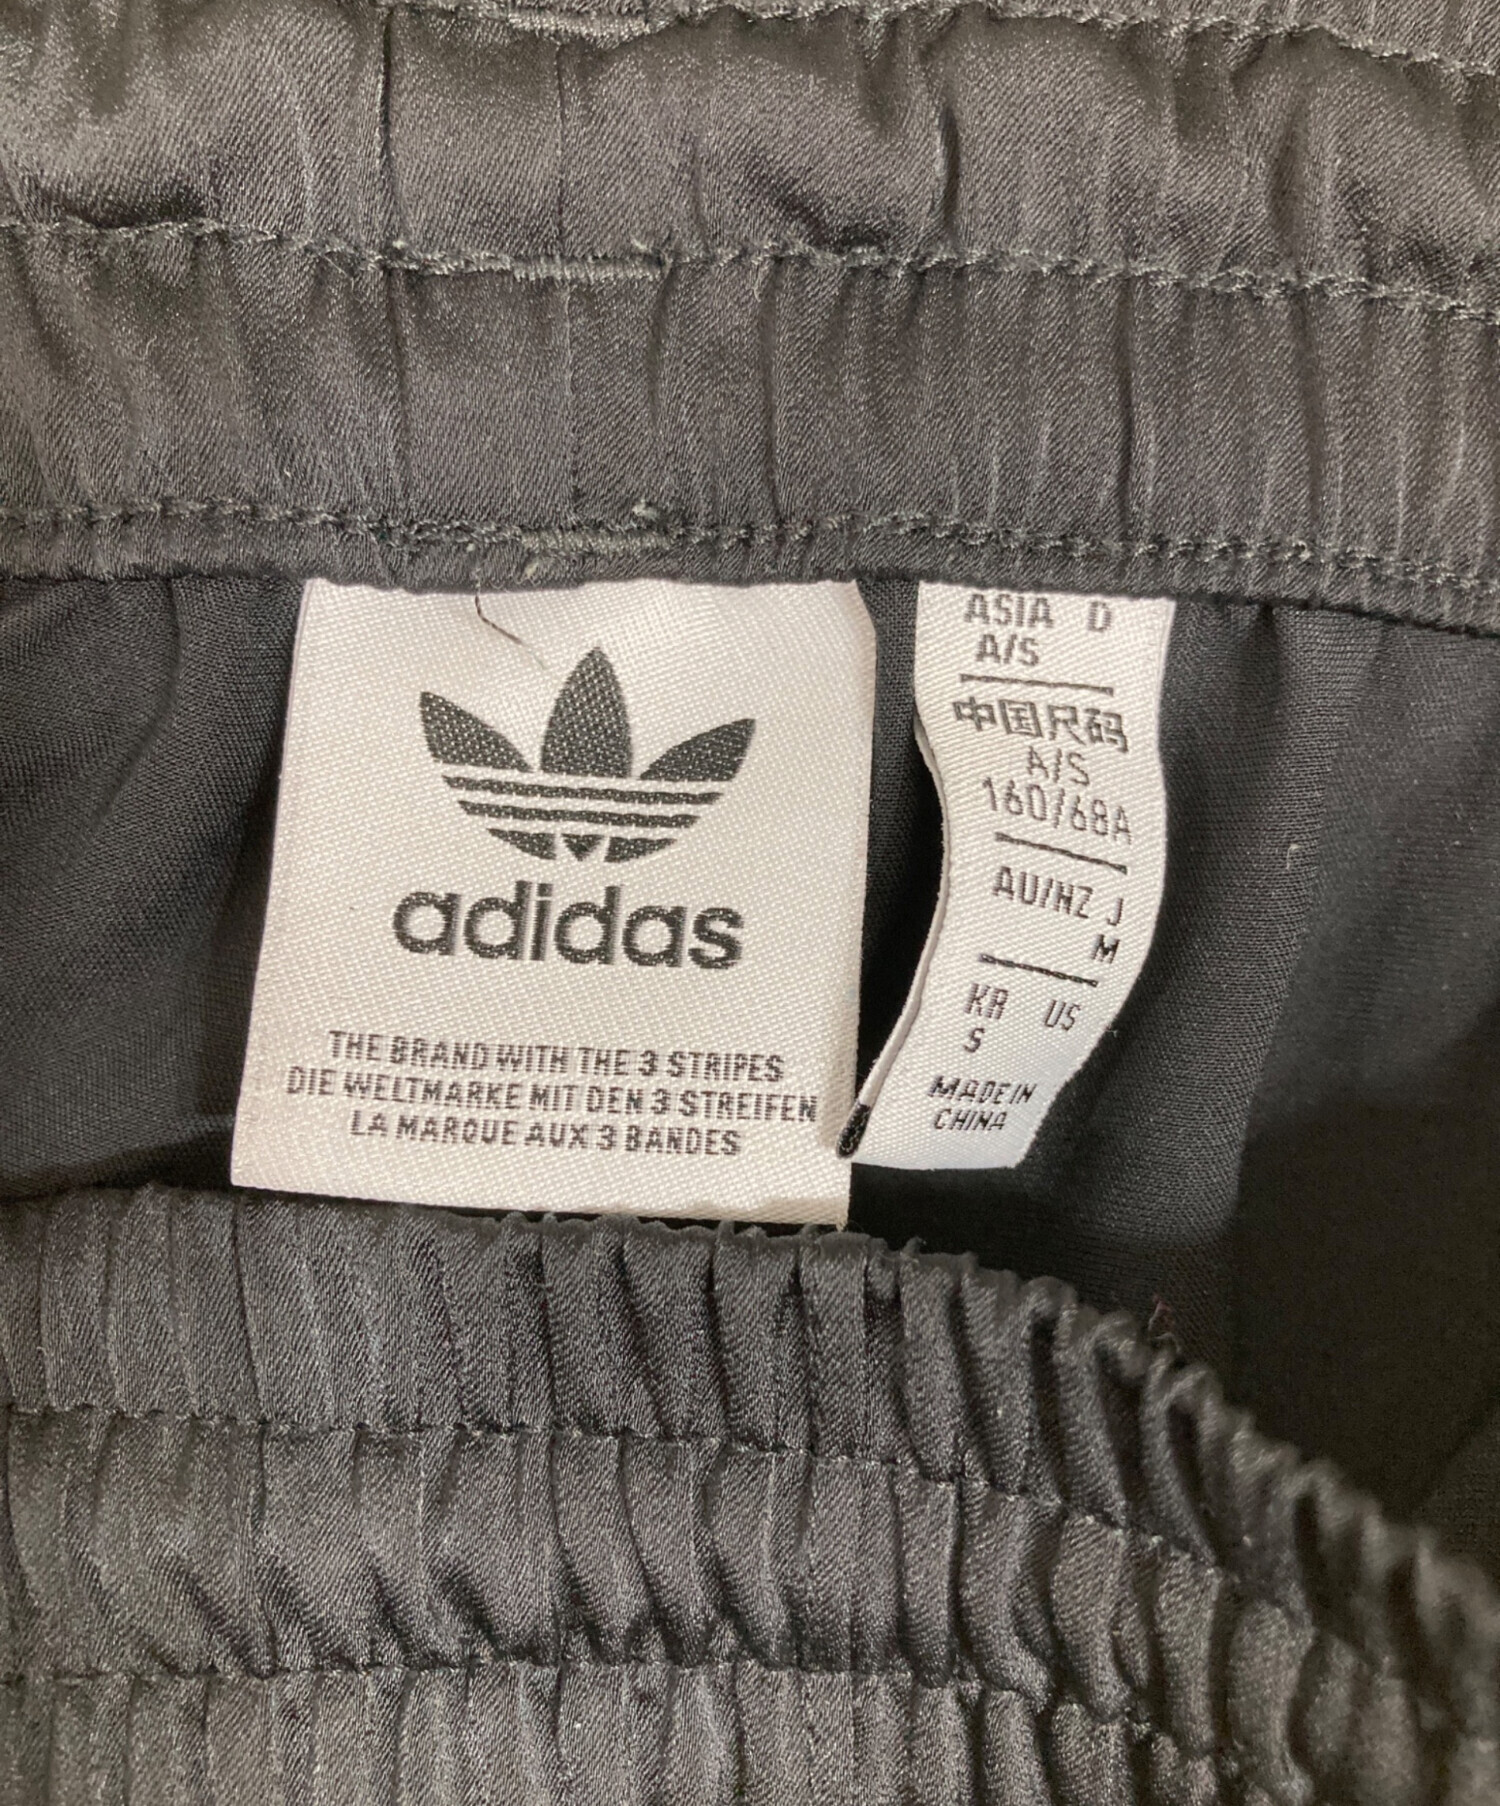 adidas
THE BRAND WITH THE 3 STRIPES
DIE WELTMARKE MIT DEN 3 STREIFEN
LA MARQUE AUX 3 BANDES
ASIA D
A/S
中国尺码
A/S
160/68A
AU/NZ J
M
KR US
S
MADE IN
CHINA